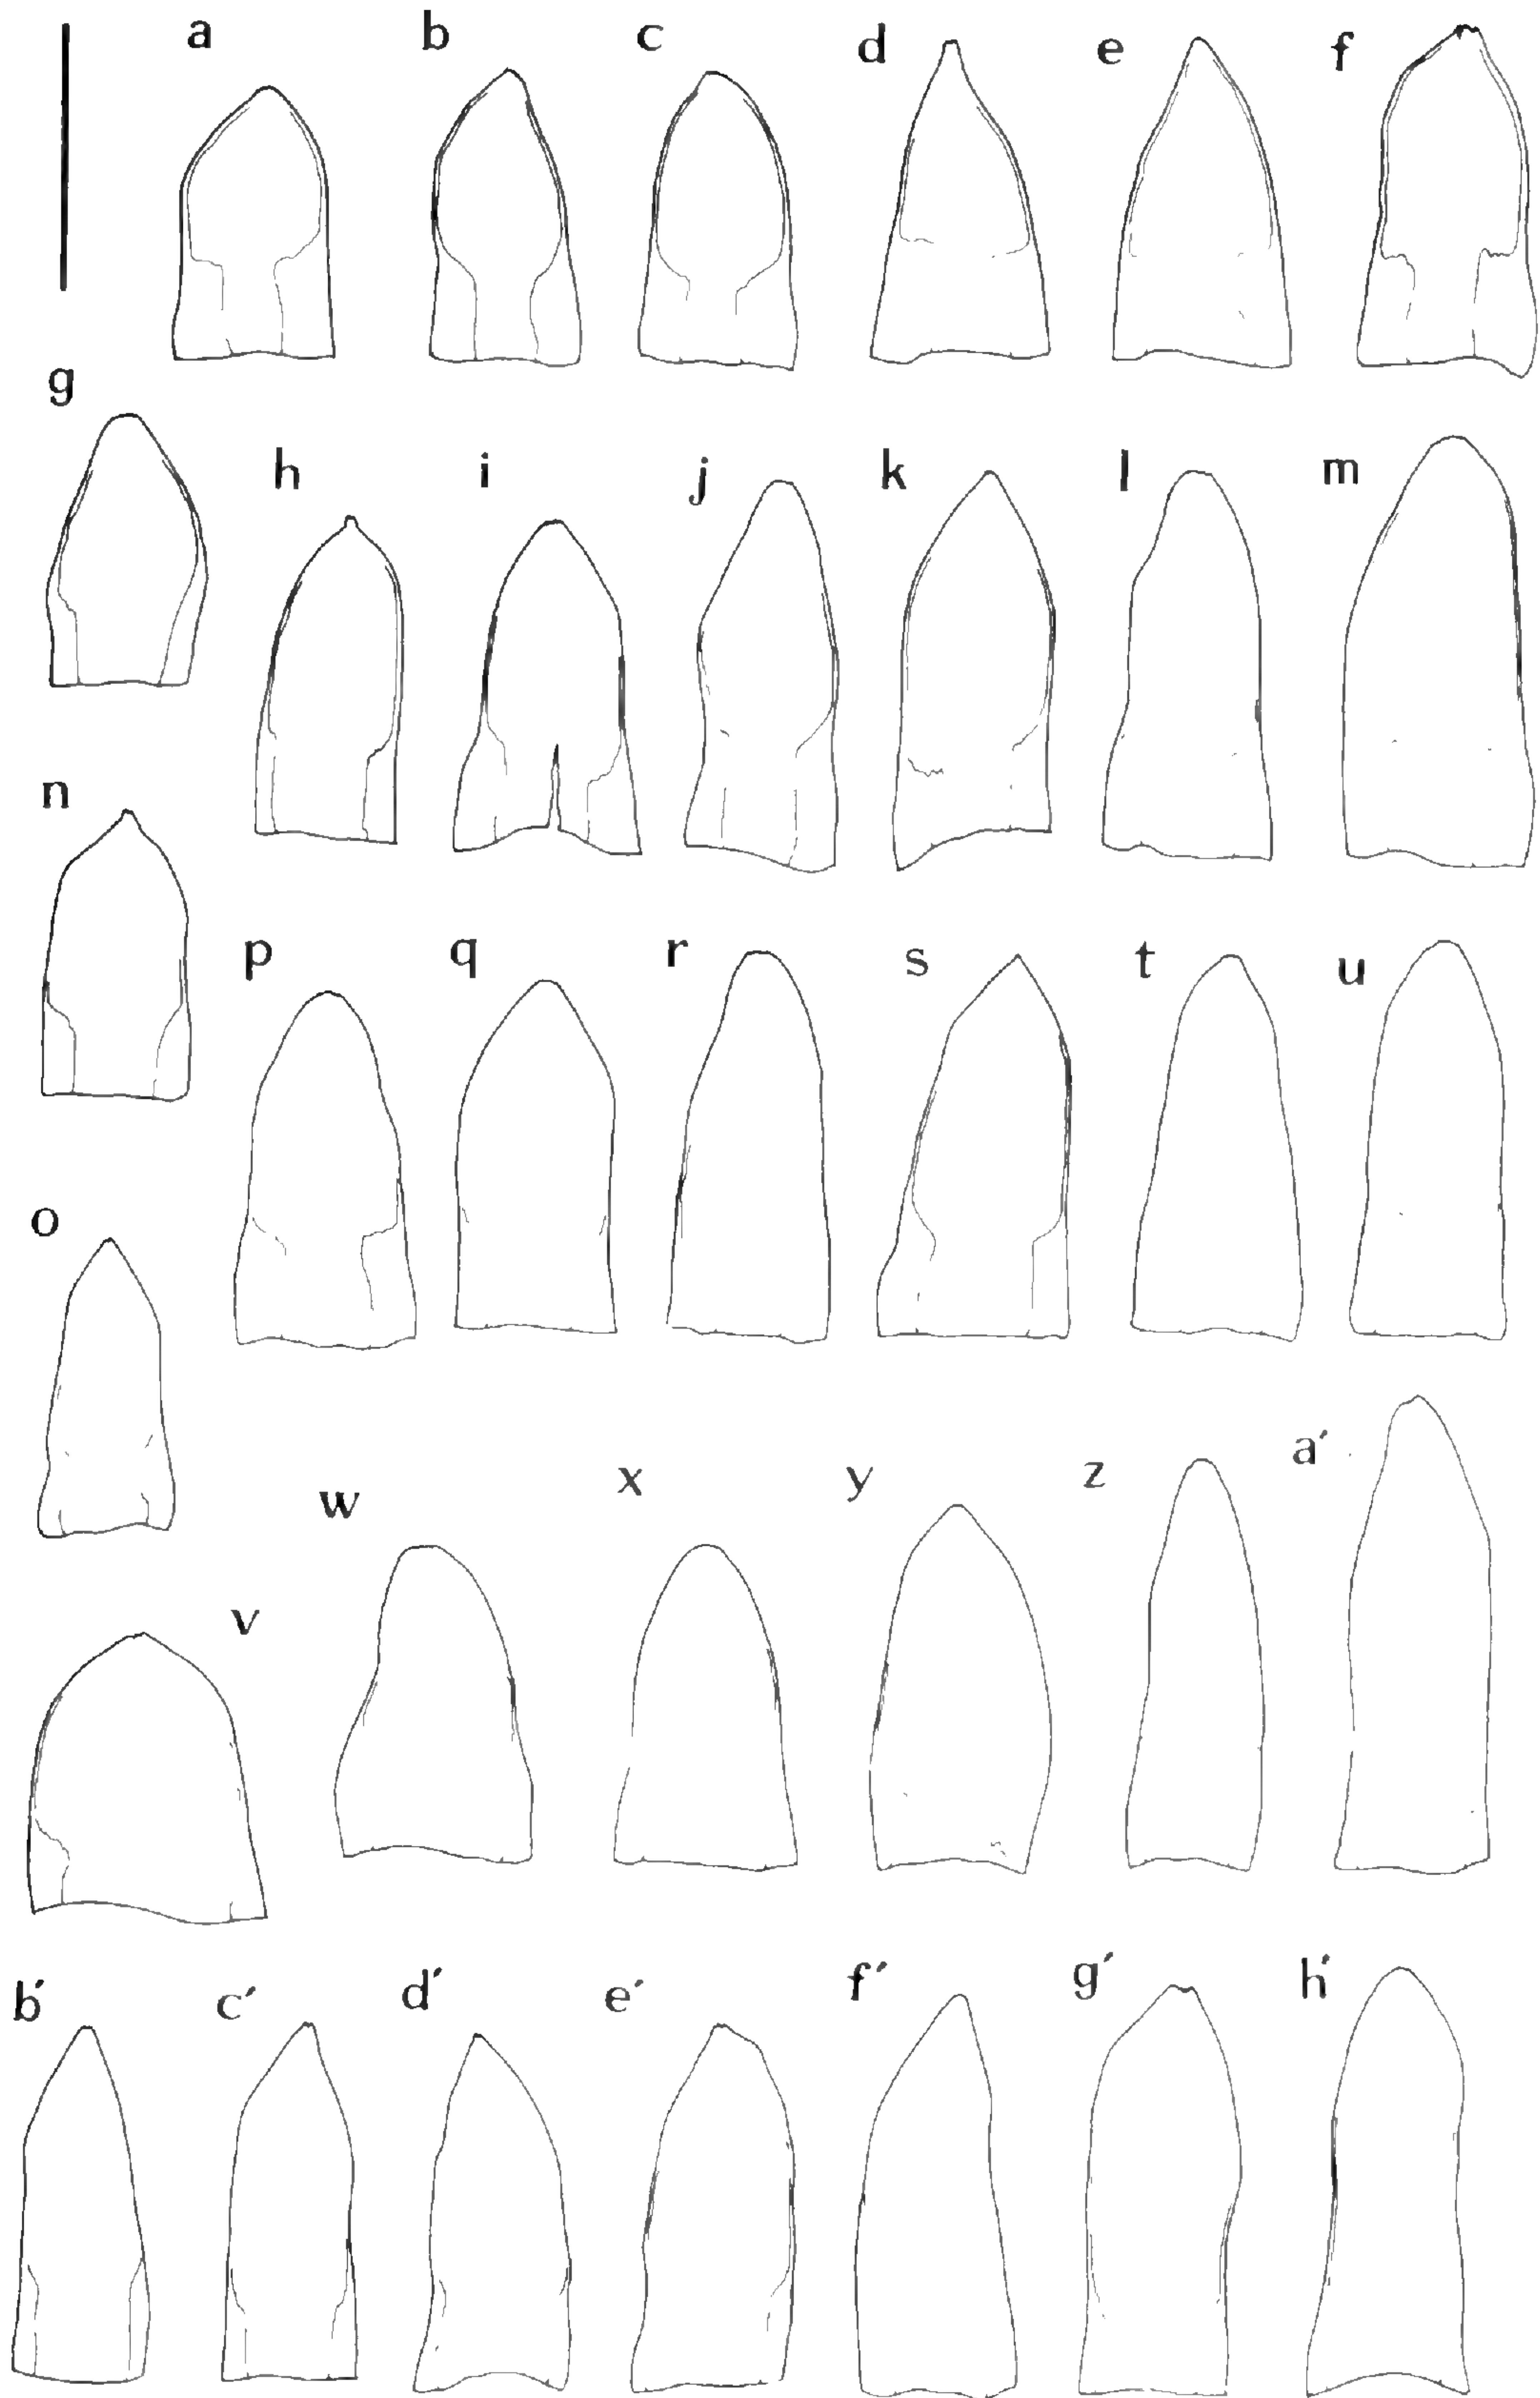 a b c d e f
g
h i j k l m
n
p q r s t u
o
w x y z a′
v
b′ c′ d′ e′ f′ g′ h′